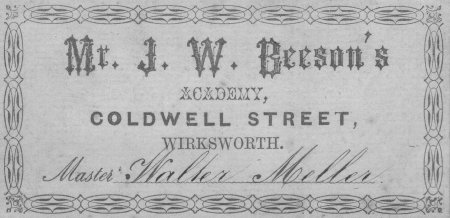 Mr. J. W. Beeson's
ACADEMY,
COLDWELL STREET,
WIRKSWORTH.
Master Walter Meller